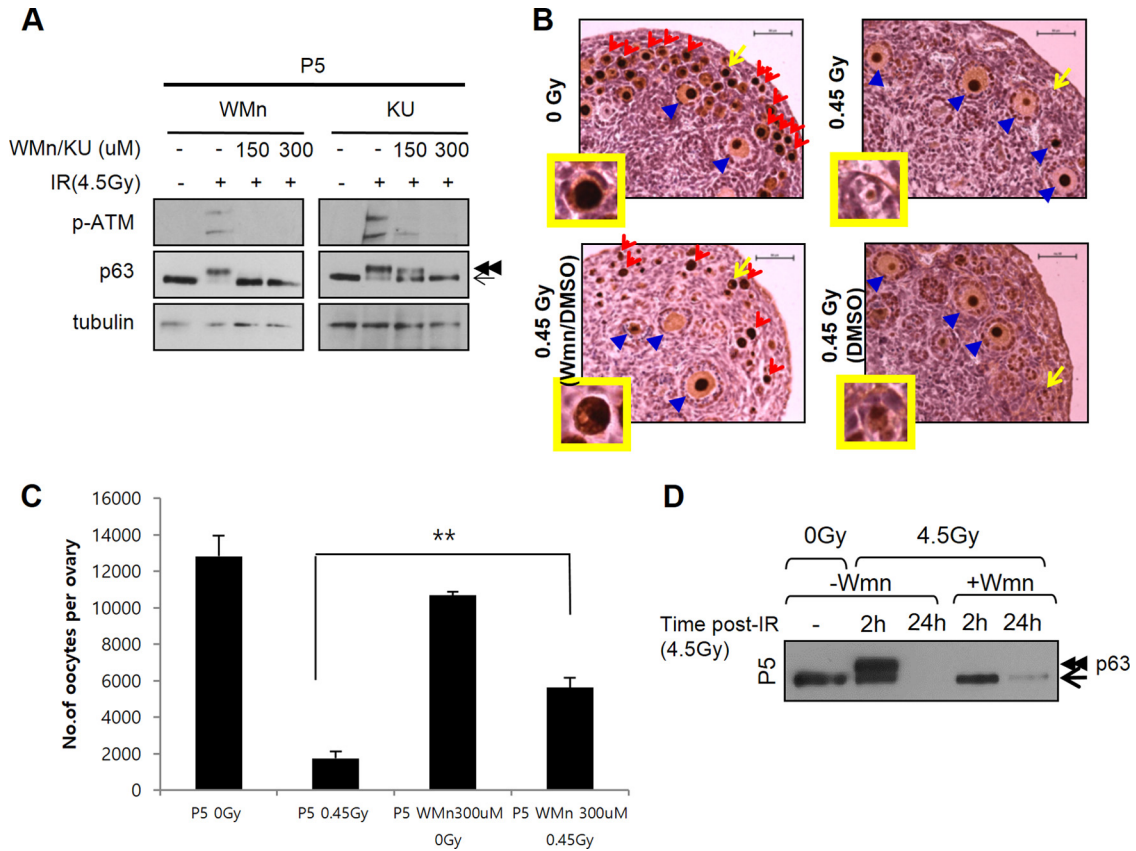 A
P5
WMn KU
WMn/KU (uM) - - 150 300 - - 150 300
IR(4.5Gy) - + + + - + + +
p-ATM
p63
tubulin
B
0 Gy
0.45 Gy
0.45 Gy
(Wmn/DMSO)
0.45 Gy
(DMSO)
C
16000
14000
12000
10000
8000
6000
4000
2000
0
No.of oocytes per ovary
**
P5 0Gy
P5 0.45Gy
P5 WMn300uM
0Gy
P5 WMn 300uM
0.45Gy
D
0Gy 4.5Gy
-Wmn +Wmn
Time post-IR - 2h 24h 2h 24h
(4.5Gy)
P5
p63